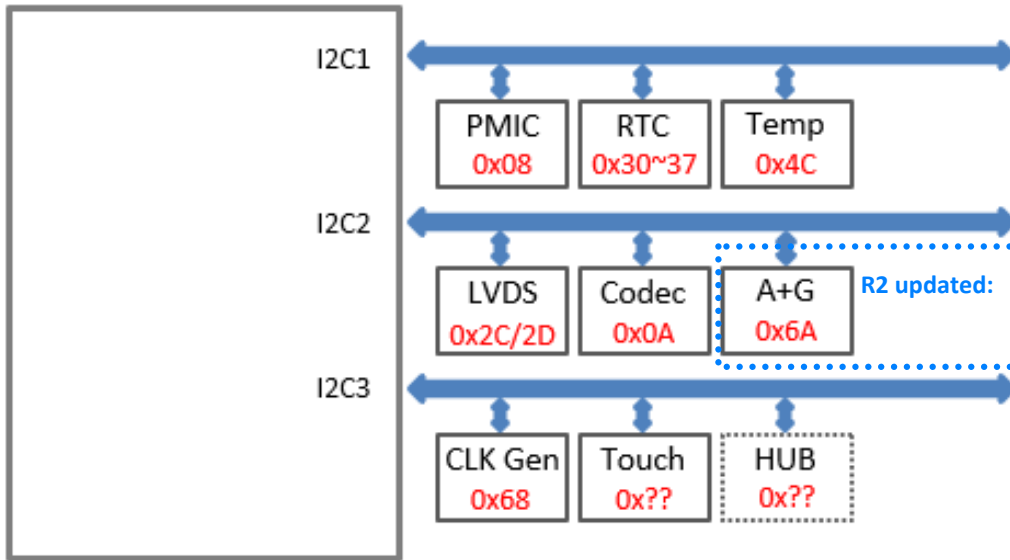 I2C1
PMIC
0x08
RTC
0x30~37
Temp
0x4C
I2C2
LVDS
0x2C/2D
Codec
0x0A
A+G
0x6A
R2 updated:
I2C3
CLK Gen
0x68
Touch
0x??
HUB
0x??